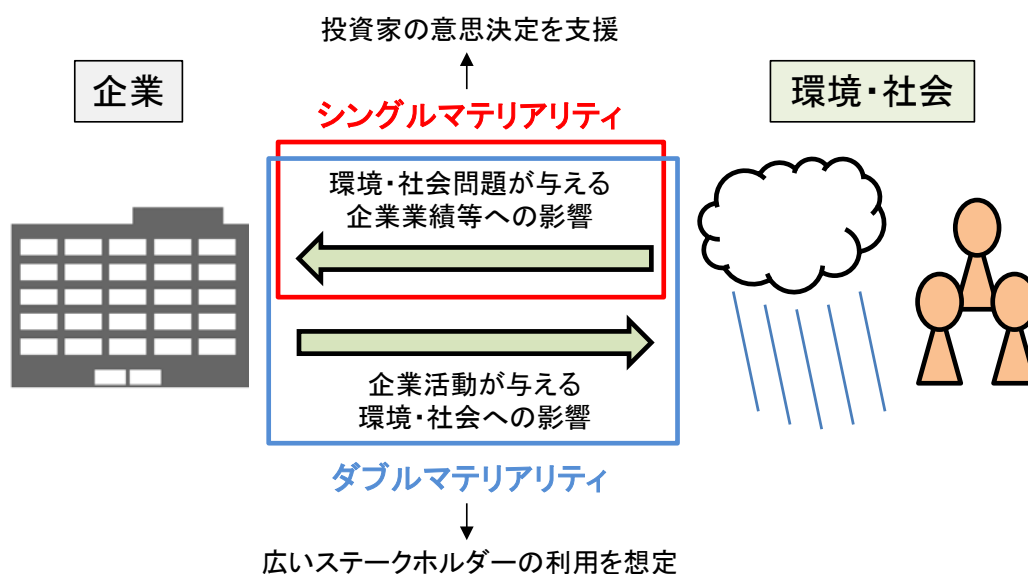 投資家の意思決定を支援
企業
環境・社会
シングルマテリアリティ
環境・社会問題が与える
企業業績等への影響
企業活動が与える
環境・社会への影響
ダブルマテリアリティ
広いステークホルダーの利用を想定